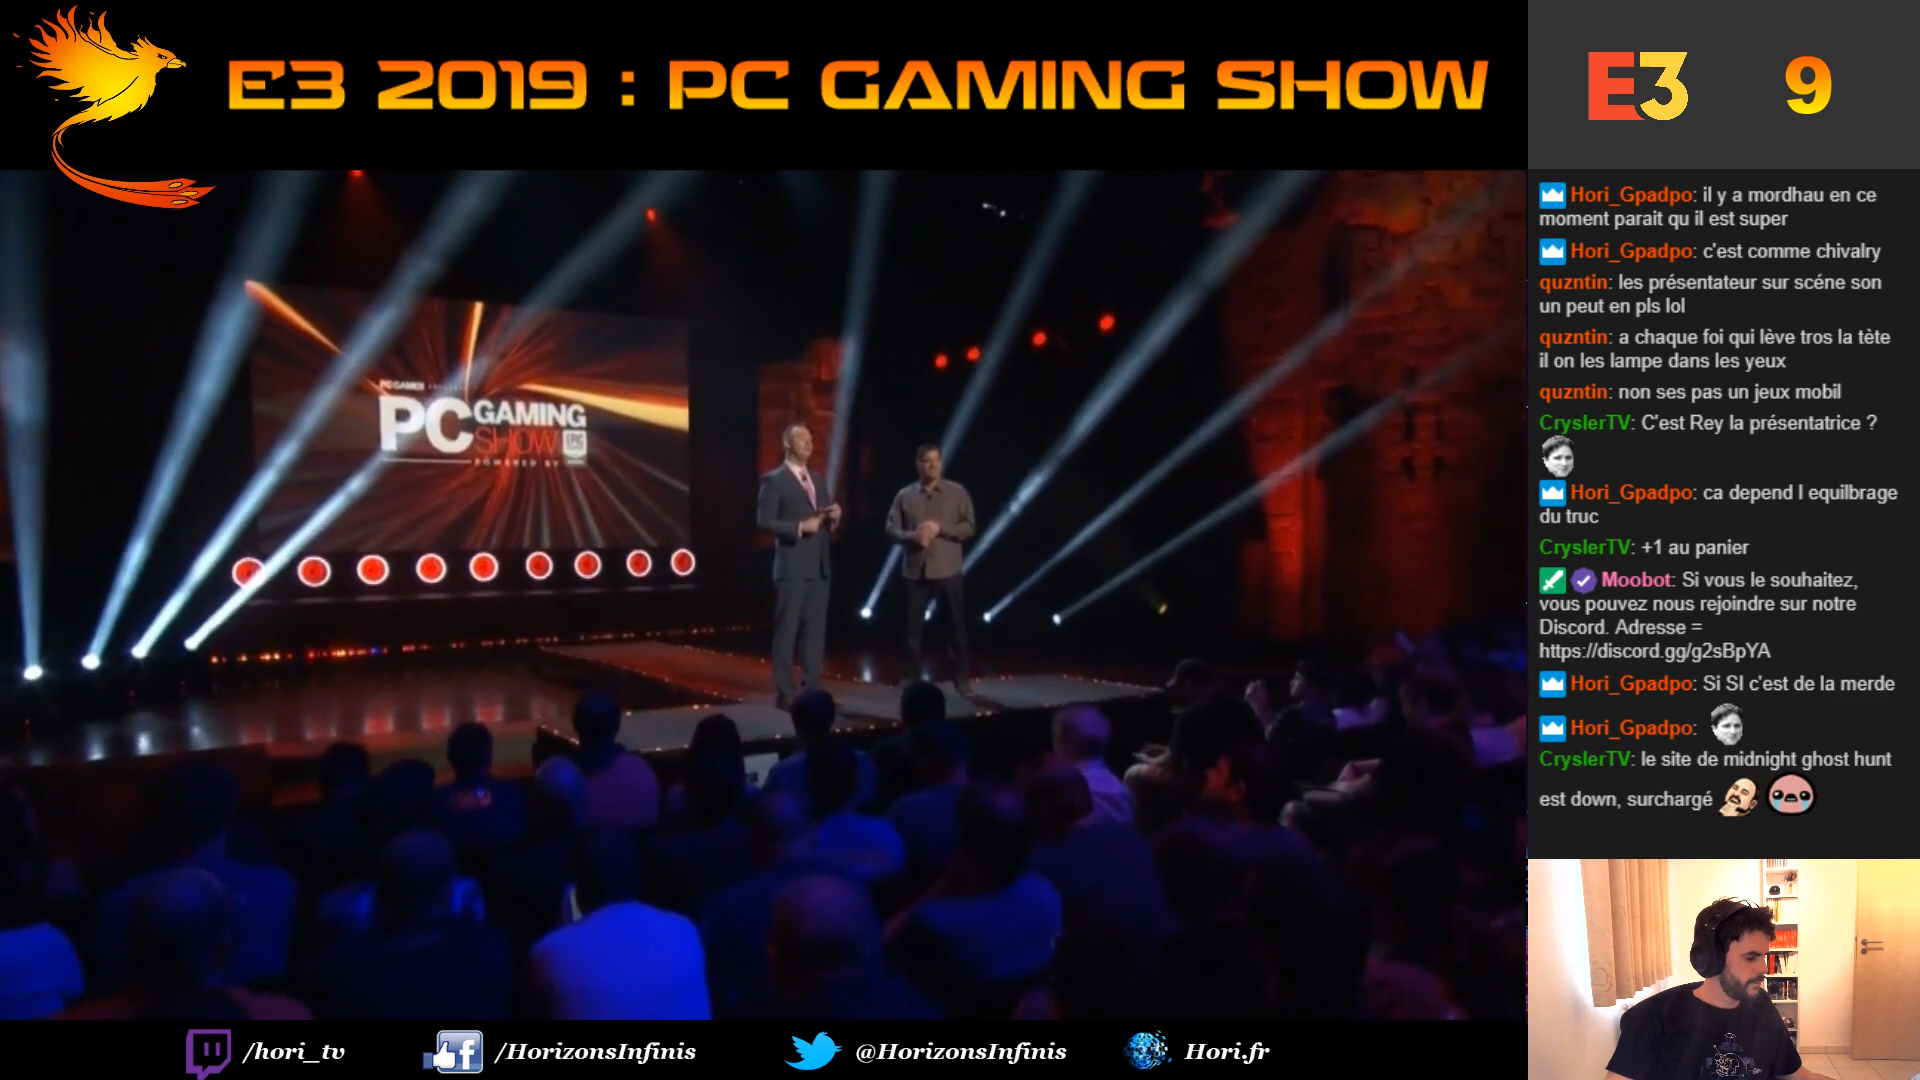 E3 2019 : PC GAMING SHOW
E3
9
PC GAMER
PC GAMING
SHOW
POWERED BY
EPIC
Hori_Gpadpo: il y a mordhau en ce
moment parait qu il est super
Hori_Gpadpo: c'est comme chivalry
quzntin: les présentateur sur scéne son
un peut en pls lol
quzntin: a chaque foi qui lève tros la tète
il on les lampe dans les yeux
quzntin: non ses pas un jeux mobil
CryslerTV: C'est Rey la présentatrice ?
Hori_Gpadpo: ca depend l equilbrage
du truc
CryslerTV: +1 au panier
Moobot: Si vous le souhaitez,
vous pouvez nous rejoindre sur notre
Discord. Adresse =
https://discord.gg/g2sBpYA
Hori_Gpadpo: Si SI c'est de la merde
Hori_Gpadpo:
CryslerTV: le site de midnight ghost hunt
est down, surchargé
/hori_tv
/HorizonsInfinis
@HorizonsInfinis
Hori.fr